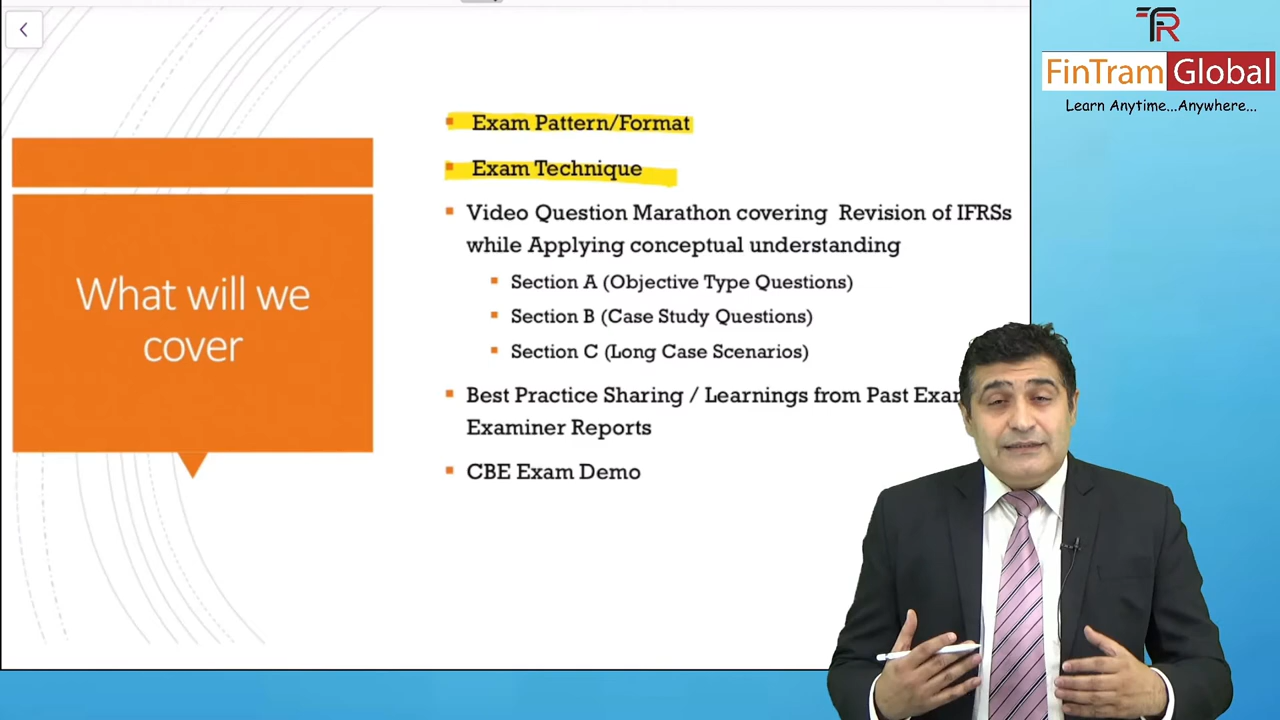 FinTram Global
Learn Anytime...Anywhere...
What will we
cover
Exam Pattern/Format
Exam Technique
Video Question Marathon covering Revision of IFRSs
while Applying conceptual understanding
Section A (Objective Type Questions)
Section B (Case Study Questions)
Section C (Long Case Scenarios)
Best Practice Sharing / Learnings from Past
Examiner Reports
CBE Exam Demo